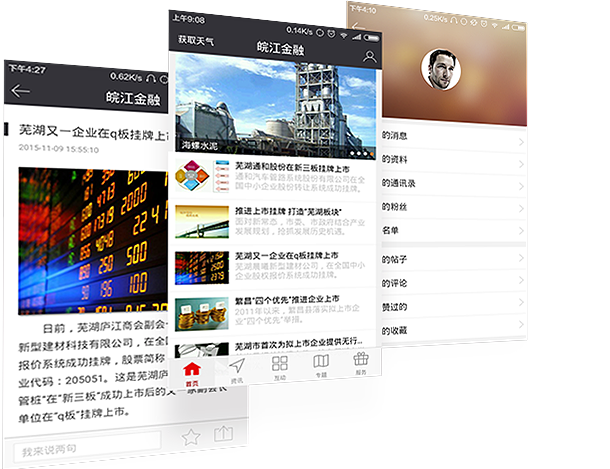 下午4:27
0.62K/s
皖江金融
芜湖又一企业在q板挂牌上市
2015-11-09 15:55:10
日前，芜湖庐江商会副会
新型建材科技有限公司，在全国
报价系统成功挂牌，股票简称
业代码：205051。这是芜湖庐
管桩"在"新三板"成功上市后的又
单位在"q板"挂牌上市。
我来说两句
上午9:08
0.14K/s
获取天气
皖江金融
海螺水泥
芜湖通和股份在新三板挂牌上市
通和汽车管路系统股份有限公司在全
国中小企业股份转让系统成功挂牌。
推进上市挂牌 打造"芜湖板块"
面对新常态，市委、市政府结合产业
发展规划，抢抓发展历史机遇。
芜湖又一企业在q板挂牌上市
芜湖晨曦新型建材公司，在全国中小
企业股权报价系统成功挂牌。
繁昌"四个优先"推进企业上市
2011年以来，繁昌县落实拟上市企
业"四个优先"举措。
芜湖市首次为拟上市企业提供无行..
首页
资讯
互动
专题
服务
下午4:10
0.25K/s
的消息
的资料
的通讯录
的粉丝
名单
的帖子
的评论
赞过的
的收藏